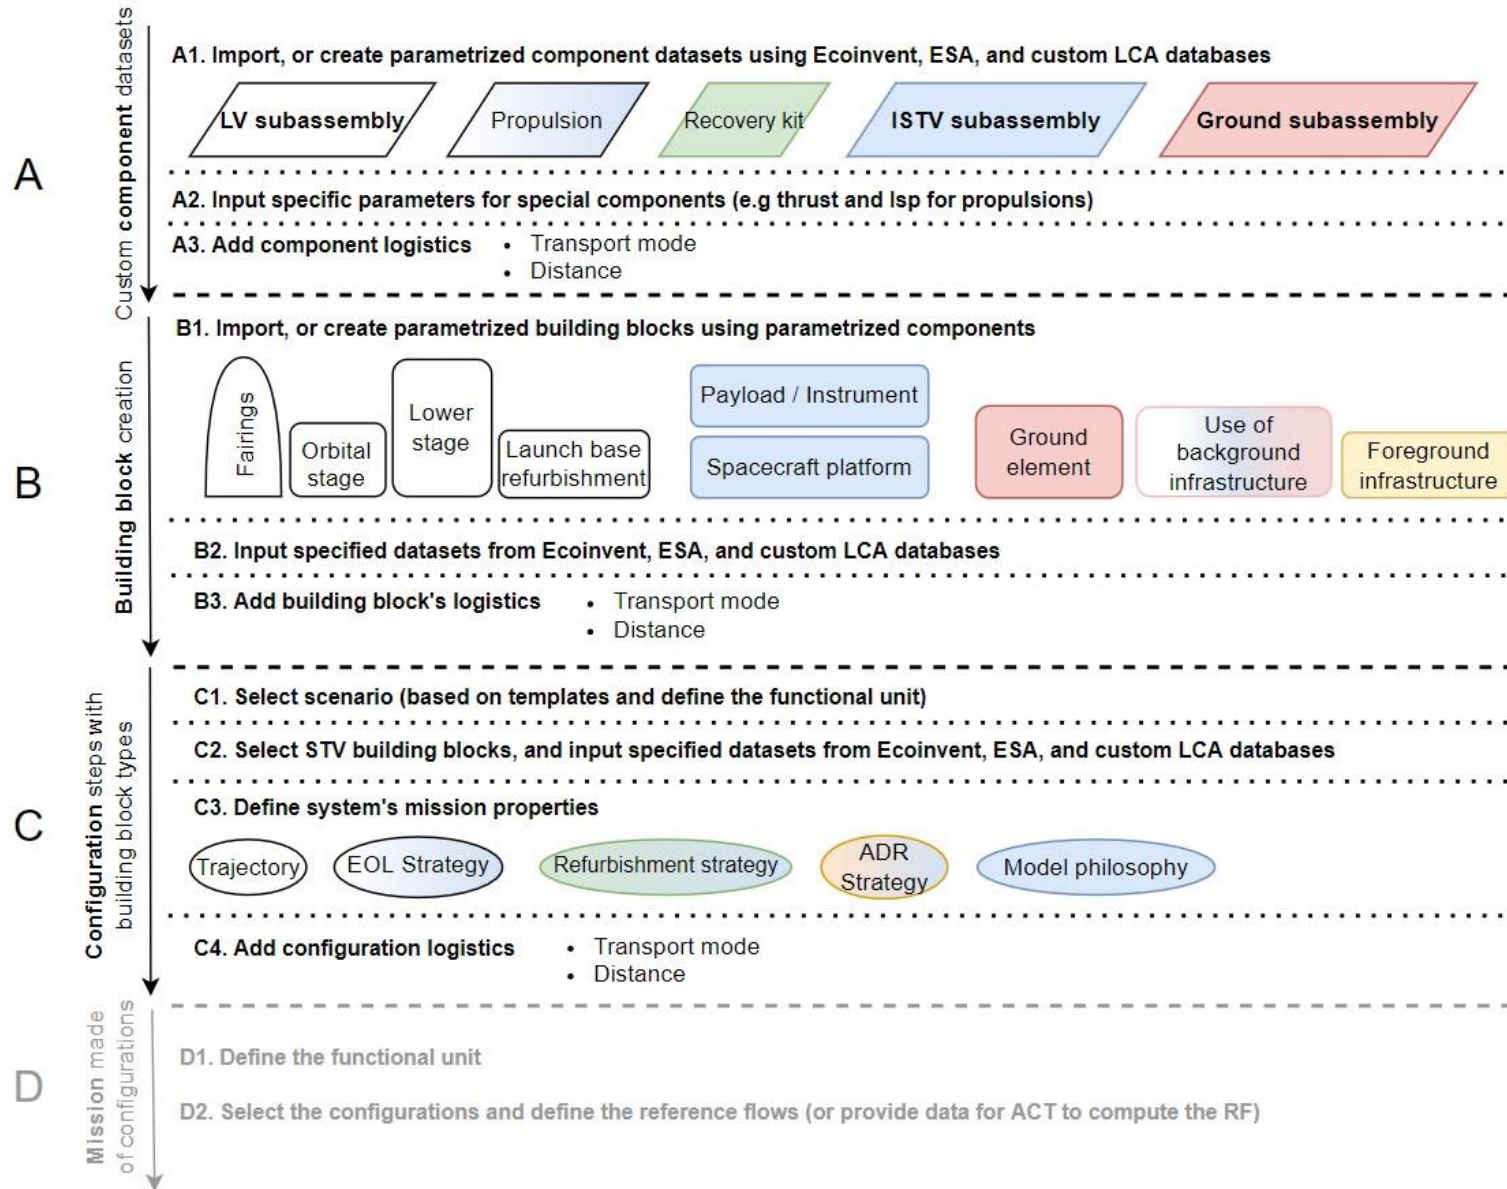 A
Custom component datasets
A1. Import, or create parametrized component datasets using Ecoinvent, ESA, and custom LCA databases
LV subassembly
Propulsion
Recovery kit
ISTV subassembly
Ground subassembly
A2. Input specific parameters for special components (e.g thrust and Isp for propulsions)
A3. Add component logistics
• Transport mode
• Distance
B
Building block creation
B1. Import, or create parametrized building blocks using parametrized components
Fairings
Orbital
stage
Lower
stage
Launch base
refurbishment
Payload / Instrument
Spacecraft platform
Ground
element
Use of
background
infrastructure
Foreground
infrastructure
B2. Input specified datasets from Ecoinvent, ESA, and custom LCA databases
B3. Add building block's logistics
• Transport mode
• Distance
C
Configuration steps with
building block types
C1. Select scenario (based on templates and define the functional unit)
C2. Select STV building blocks, and input specified datasets from Ecoinvent, ESA, and custom LCA databases
C3. Define system's mission properties
Trajectory
EOL Strategy
Refurbishment strategy
ADR
Strategy
Model philosophy
C4. Add configuration logistics
• Transport mode
• Distance
D
Mission made
of configurations
D1. Define the functional unit
D2. Select the configurations and define the reference flows (or provide data for ACT to compute the RF)